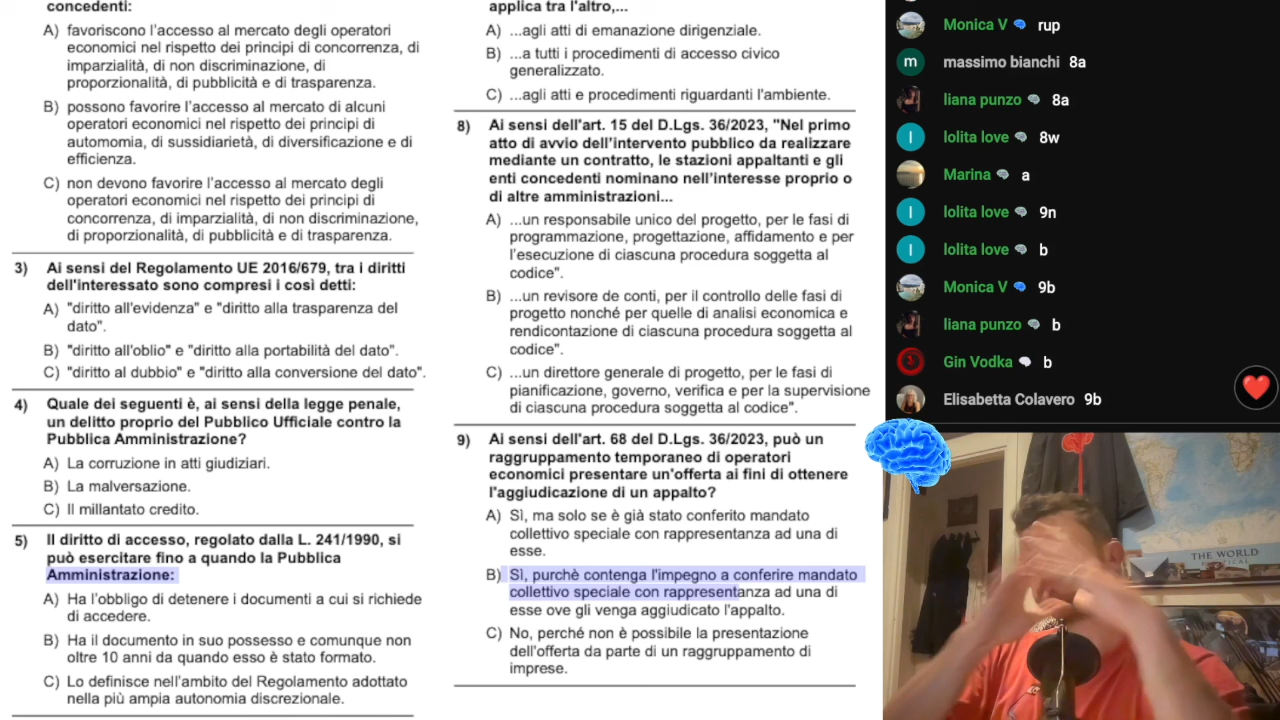 concedenti:
A) favoriscono l'accesso al mercato degli operatori
economici nel rispetto dei principi di concorrenza, di
imparzialità, di non discriminazione, di
proporzionalità, di pubblicità e di trasparenza.
B) possono favorire l'accesso al mercato di alcuni
operatori economici nel rispetto dei principi di
automomia, di sussidiarietà, di diversificazione e di
efficienza.
C) non devono favorire l'accesso al mercato degli
operatori economici nel rispetto dei principi di
concorrenza, di imparzialità, di non discriminazione,
di proporzionalità, di pubblicità e di trasparenza.
3) Ai sensi del Regolamento UE 2016/679, tra i diritti
dell'interessato sono compresi i così detti:
A) "diritto all'evidenza" e "diritto alla trasparenza del
dato".
B) "diritto all'oblio" e "diritto alla portabilità del dato".
C) "diritto al dubbio" e "diritto alla conversione del dato".
4) Quale dei seguenti è, ai sensi della legge penale,
un delitto proprio del Pubblico Ufficiale contro la
Pubblica Amministrazione?
A) La corruzione in atti giudiziari.
B) La malversazione.
C) Il millantato credito.
5) Il diritto di accesso, regolato dalla L. 241/1990, si
può esercitare fino a quando la Pubblica
Amministrazione:
A) Ha l'obbligo di detenere i documenti a cui si richiede
di accedere.
B) Ha il documento in suo possesso e comunque non
oltre 10 anni da quando esso è stato formato.
C) Lo definisce nell'ambito del Regolamento adottato
nella più ampia autonomia discrezionale.
applica tra l'altro,...
A) ...agli atti di emanazione dirigenziale.
B) ...a tutti i procedimenti di accesso civico
generalizzato.
C) ...agli atti e procedimenti riguardanti l'ambiente.
8) Ai sensi dell'art. 15 del D.Lgs. 36/2023, "Nel primo
atto di avvio dell'intervento pubblico da realizzare
mediante un contratto, le stazioni appaltanti e gli
enti concedenti nominano nell'interesse proprio o
di altre amministrazioni...
A) ...un responsabile unico del progetto, per le fasi di
programmazione, progettazione, affidamento e per
l'esecuzione di ciascuna procedura soggetta al
codice".
B) ...un revisore de conti, per il controllo delle fasi di
progetto nonché per quelle di analisi economica e
rendicontazione di ciascuna procedura soggetta al
codice".
C) ...un direttore generale di progetto, per le fasi di
pianificazione, governo, verifica e per la supervisione
di ciascuna procedura soggetta al codice".
9) Ai sensi dell'art. 68 del D.Lgs. 36/2023, può un
raggruppamento temporaneo di operatori
economici presentare un'offerta ai fini di ottenere
l'aggiudicazione di un appalto?
A) Sì, ma solo se è già stato conferito mandato
collettivo speciale con rappresentanza ad una di
esse.
B) Sì, purchè contenga l'impegno a conferire mandato
collettivo speciale con rappresentanza ad una di
esse ove gli venga aggiudicato l'appalto.
C) No, perché non è possibile la presentazione
dell'offerta da parte di un raggruppamento di
imprese.
Monica V rup
m massimo bianchi 8a
liana punzo 8a
l lolita love 8w
Marina a
l lolita love 9n
l lolita love b
Monica V 9b
liana punzo b
Gin Vodka b
Elisabetta Colavero 9b
THE WORLD